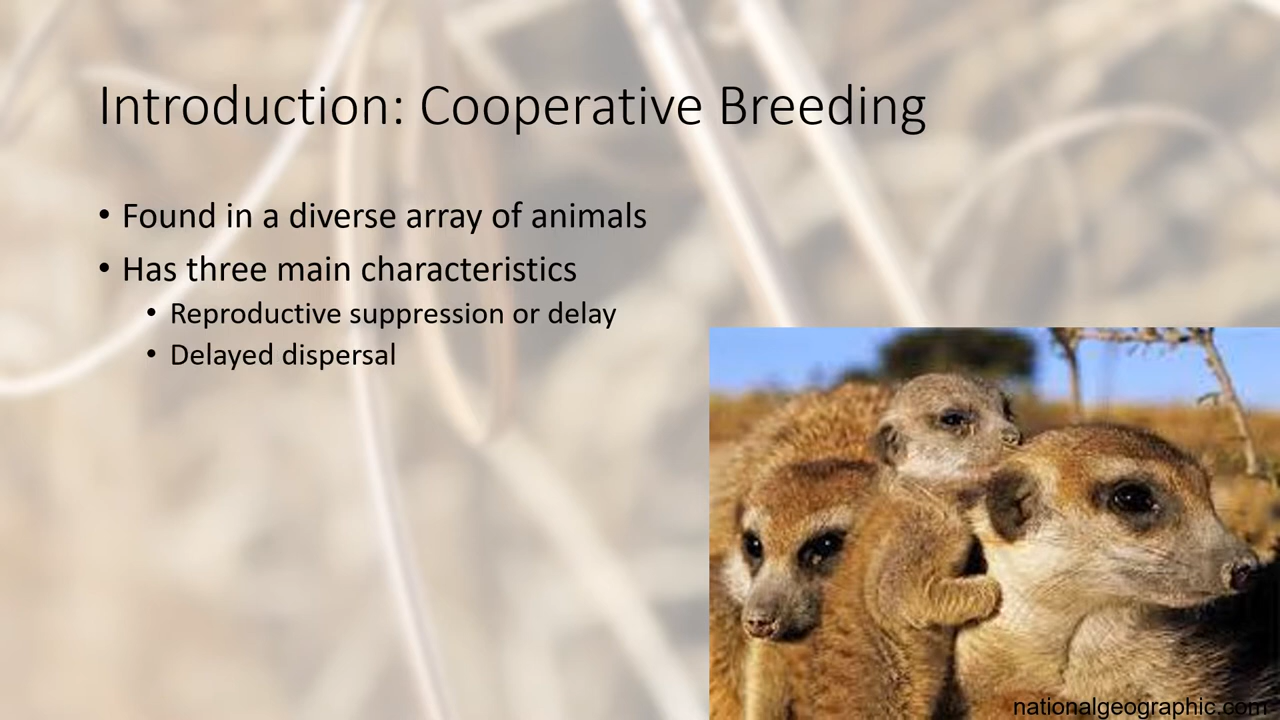 Introduction: Cooperative Breeding
• Found in a diverse array of animals
• Has three main characteristics
• Reproductive suppression or delay
• Delayed dispersal
nationalgeographic.com